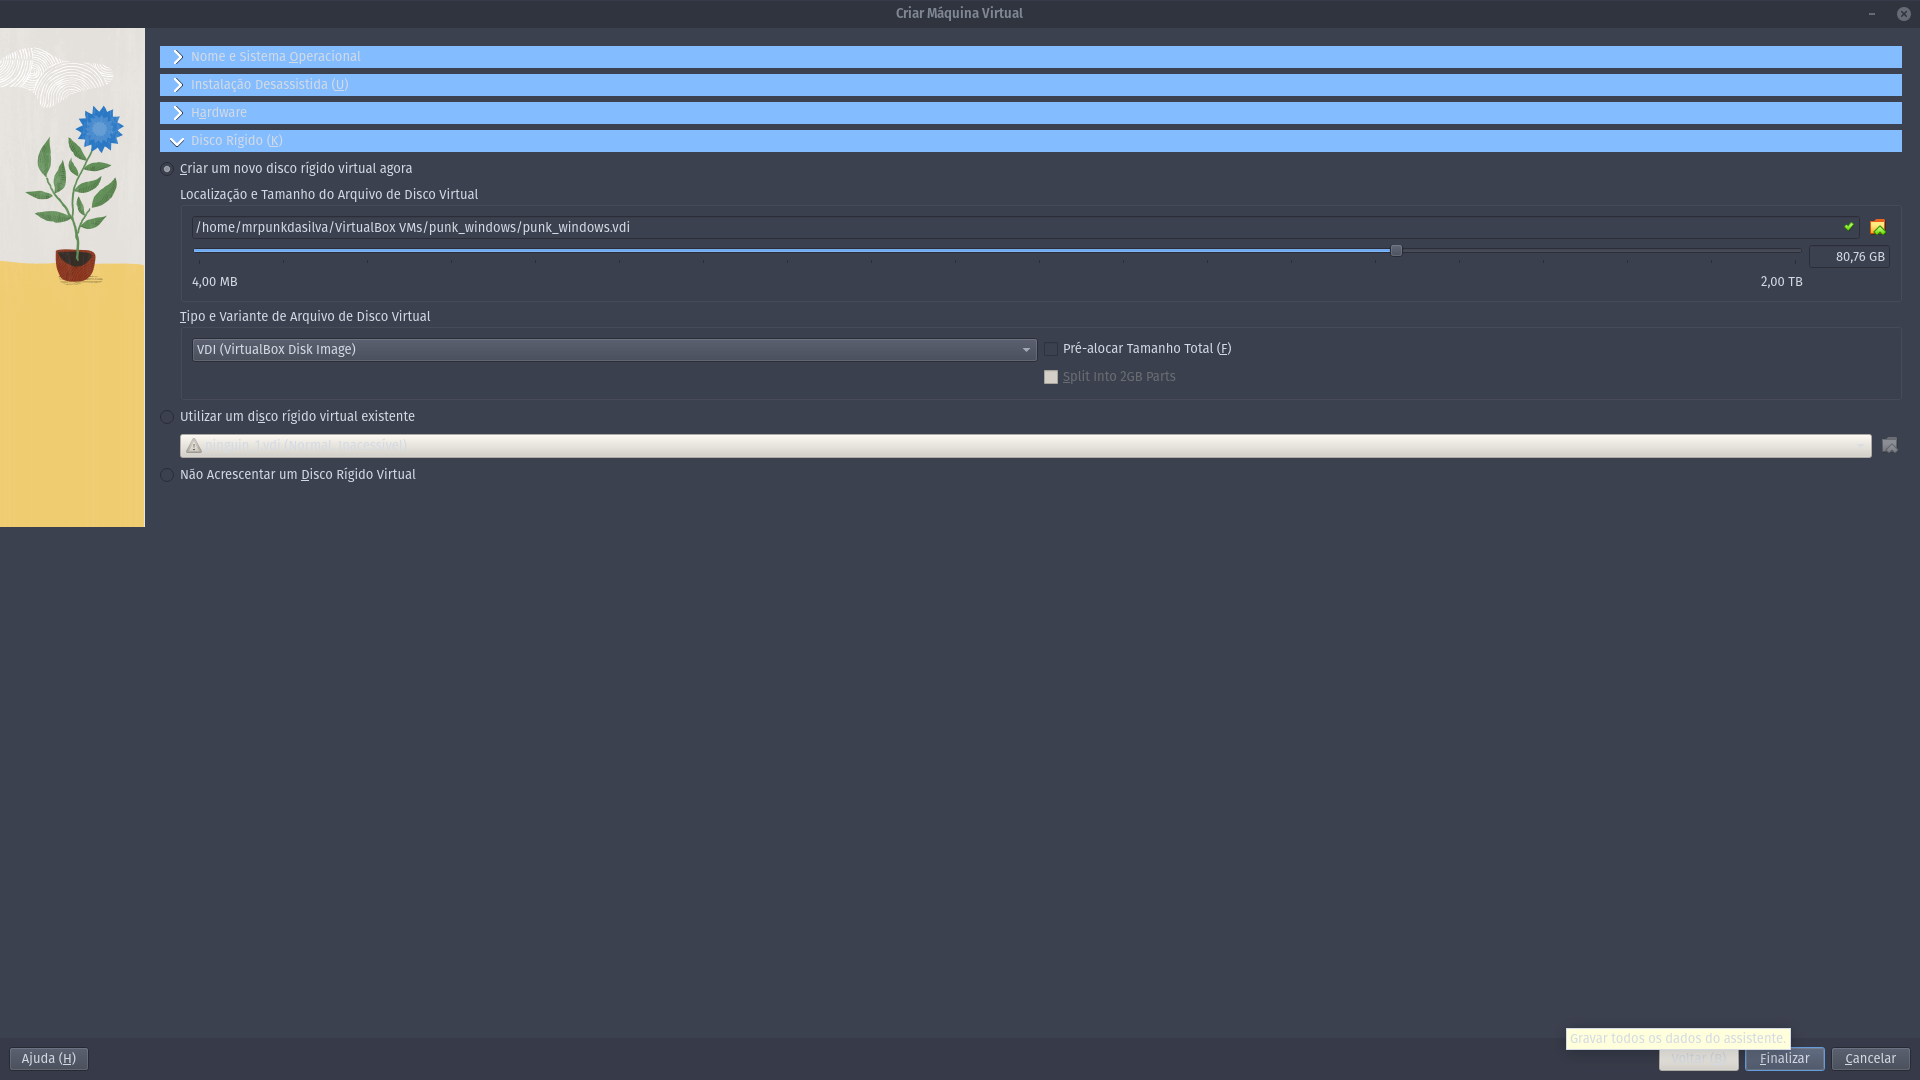 Criar Máquina Virtual
Nome e Sistema Operacional
Instalação Desassistida (U)
Hardware
Disco Rígido (K)
Criar um novo disco rígido virtual agora
Localização e Tamanho do Arquivo de Disco Virtual
/home/mrpunkdasilva/VirtualBox VMs/punk_windows/punk_windows.vdi
80,76 GB
4,00 MB
2,00 TB
Tipo e Variante de Arquivo de Disco Virtual
VDI (VirtualBox Disk Image)
Pré-alocar Tamanho Total (F)
Split Into 2GB Parts
Utilizar um disco rígido virtual existente
(Normal, Inacessível)
Não Acrescentar um Disco Rígido Virtual
Gravar todos os dados do assistente.
Ajuda (H)
Voltar (B)
Finalizar
Cancelar